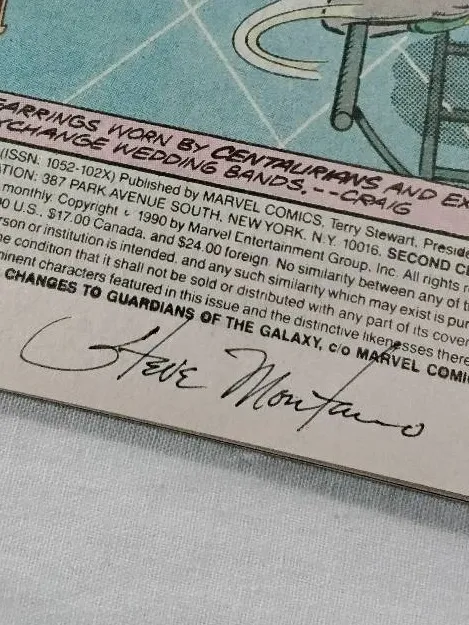 EARRINGS WORN BY CENTAURIANS AND EX
XCHANGE WEDDING BANDS. --CRAIG
(ISSN: 1052-102X) Published by MARVEL COMICS, Terry Stewart, Preside
ATION: 387 PARK AVENUE SOUTH, NEW YORK, N.Y. 10016. SECOND C
monthly. Copyright © 1990 by Marvel Entertainment Group, Inc. All rights r
00 U.S., $17.00 Canada, and $24.00 foreign. No similarity between any of t
rson or institution is intended, and any such similarity which may exist is pur
he condition that it shall not be sold or distributed with any part of its cover
minent characters featured in this issue and the distinctive likenesses there
CHANGES TO GUARDIANS OF THE GALAXY, c/o MARVEL COMI
Steve Montano